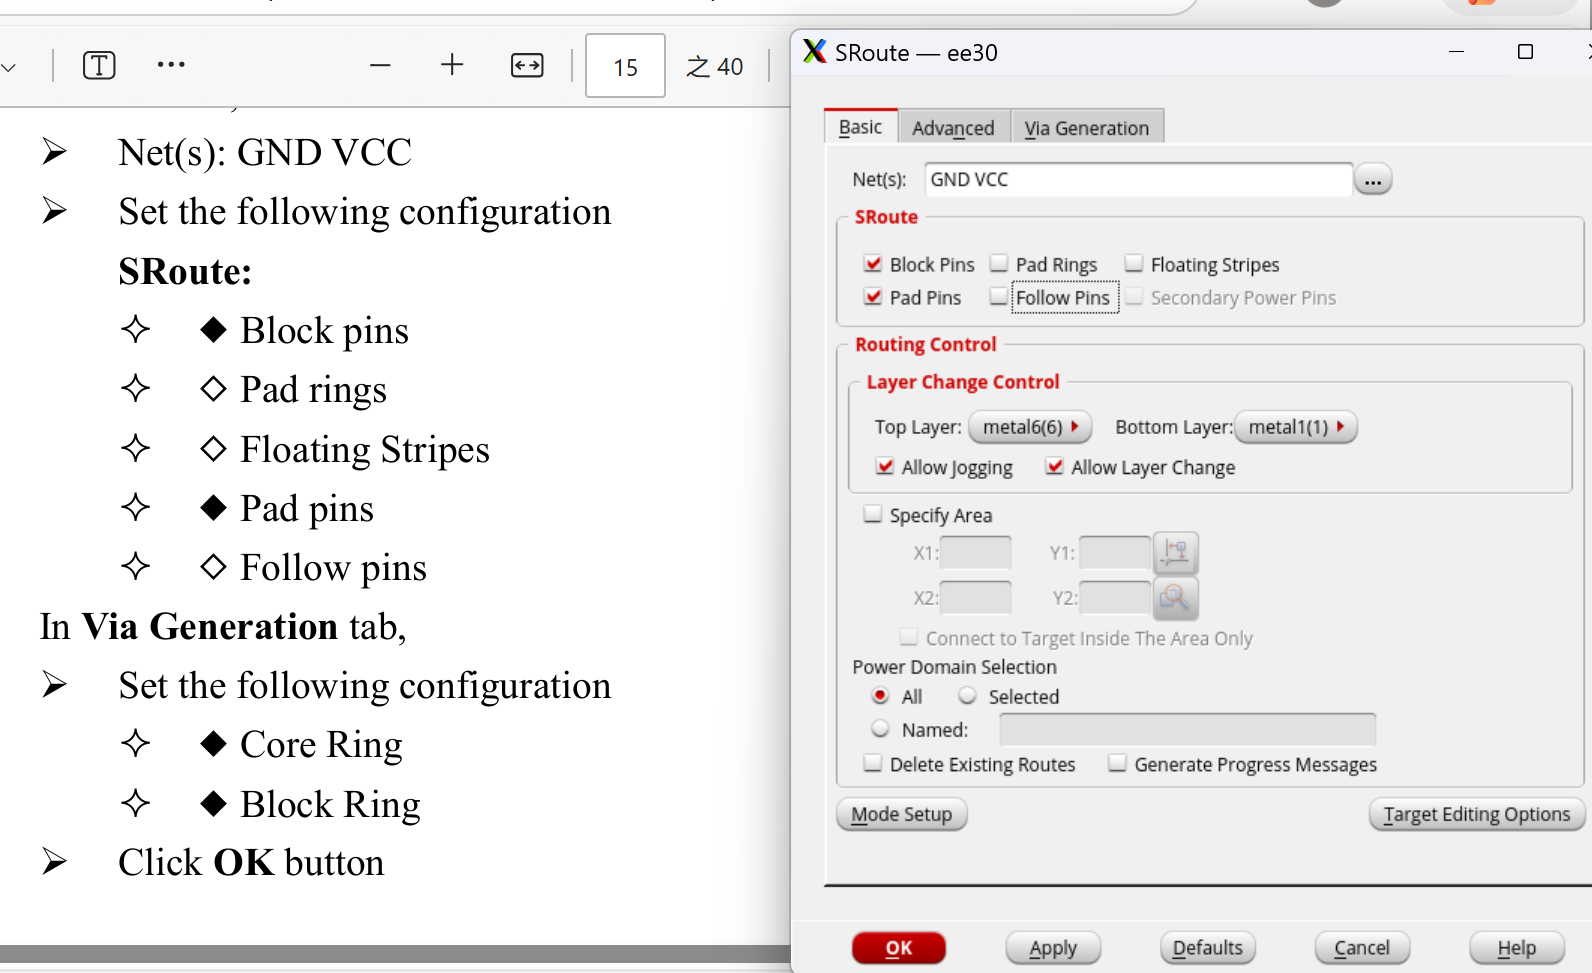 15 之 40
Net(s): GND VCC
Set the following configuration
SRoute:
Block pins
Pad rings
Floating Stripes
Pad pins
Follow pins
In Via Generation tab,
Set the following configuration
Core Ring
Block Ring
Click OK button
SRoute — ee30
Basic Advanced Via Generation
Net(s): GND VCC ...
SRoute
Block Pins Pad Rings Floating Stripes
Pad Pins Follow Pins Secondary Power Pins
Routing Control
Layer Change Control
Top Layer: metal6(6) Bottom Layer: metal1(1)
Allow Jogging Allow Layer Change
Specify Area
X1: Y1:
X2: Y2:
Connect to Target Inside The Area Only
Power Domain Selection
All Selected
Named:
Delete Existing Routes Generate Progress Messages
Mode Setup Target Editing Options
OK Apply Defaults Cancel Help